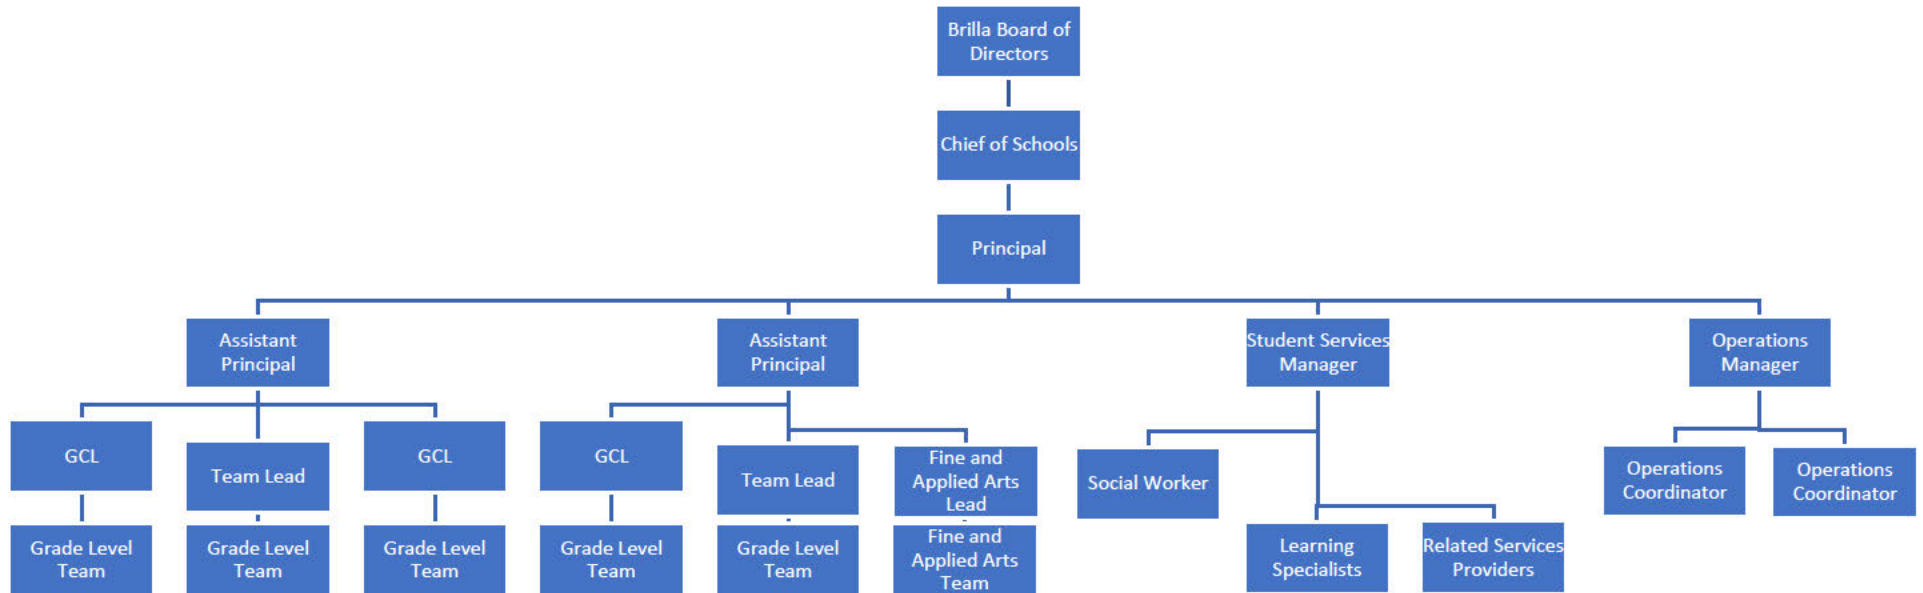 Brilla Board of
Directors
Chief of Schools
Principal
Assistant
Principal
Assistant
Principal
Student Services
Manager
Operations
Manager
GCL
Team Lead
GCL
GCL
Team Lead
Fine and
Applied Arts
Lead
Social Worker
Operations
Coordinator
Operations
Coordinator
Grade Level
Team
Grade Level
Team
Grade Level
Team
Grade Level
Team
Grade Level
Team
Fine and
Applied Arts
Team
Learning
Specialists
Related Services
Providers